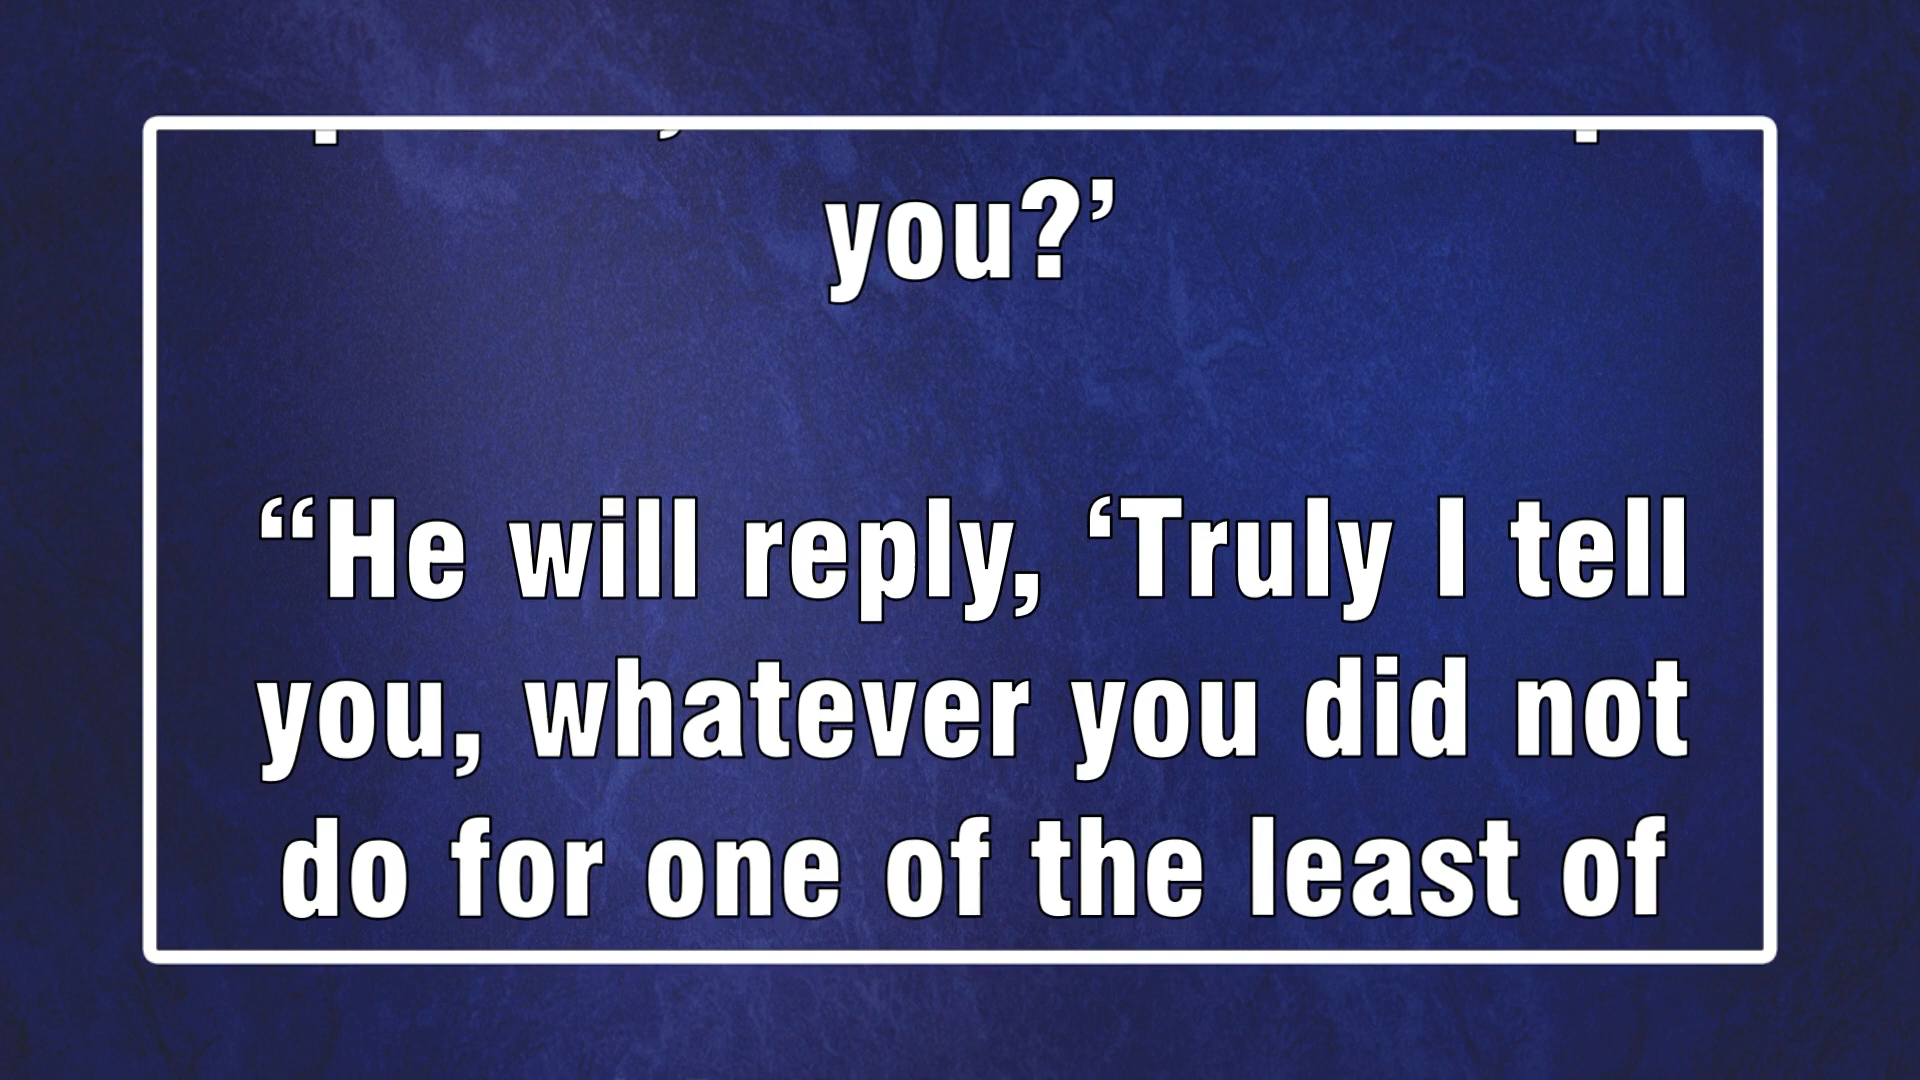 you?’
“He will reply, ‘Truly I tell
you, whatever you did not
do for one of the least of